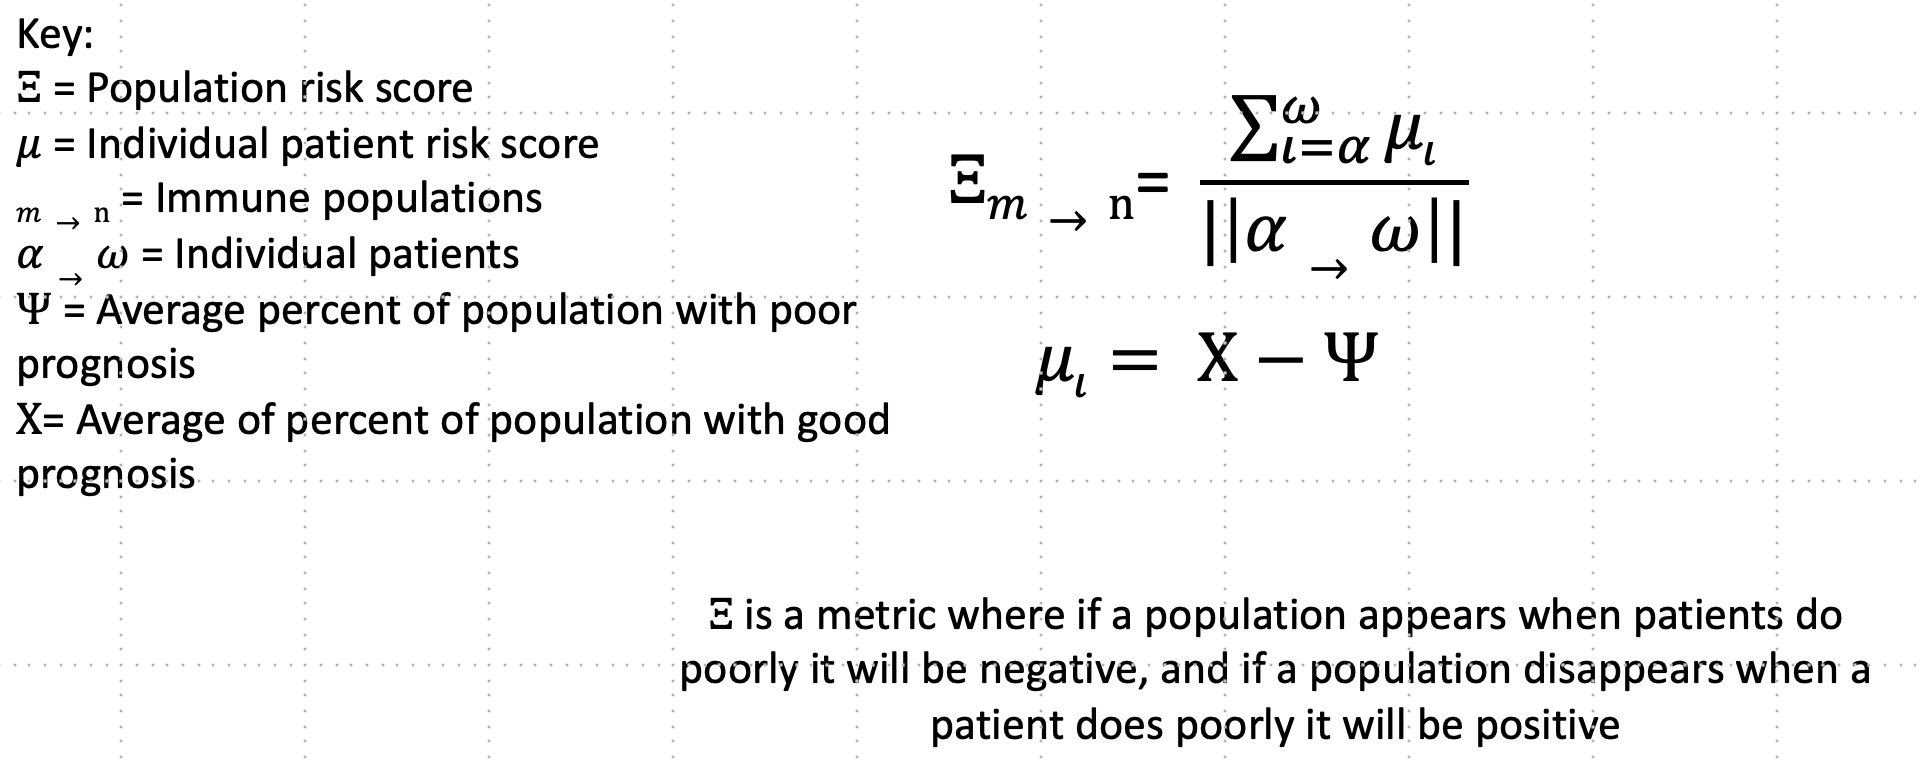 Key:
Ξ = Population risk score
μ = Individual patient risk score
m → n = Immune populations
α → ω = Individual patients
Ψ = Average percent of population with poor
prognosis
X= Average of percent of population with good
prognosis
Ξm → n= ∑ω ι=α μι / ||α → ω||
μι = X − Ψ
Ξ is a metric where if a population appears when patients do
poorly it will be negative, and if a population disappears when a
patient does poorly it will be positive